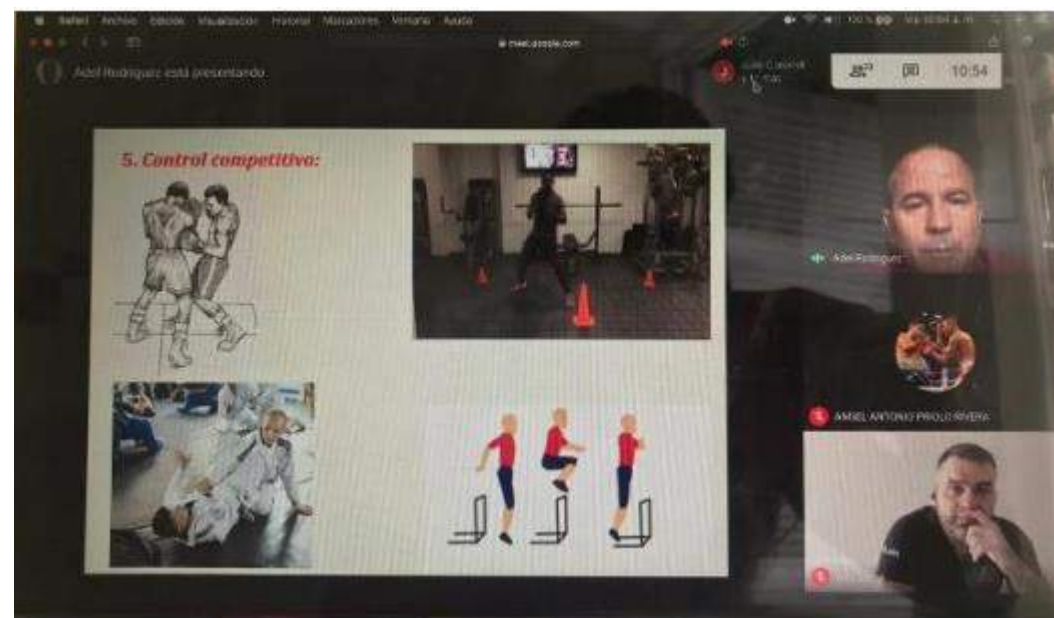 Safari Archivo Edición Visualización Historial Marcadores Ventana Ayuda
meet.google.com
Adel Rodriguez está presentando
10:54
5. Control competitivo:
Adel Rodriguez
ANGEL ANTONIO PRIOLO RIVERA